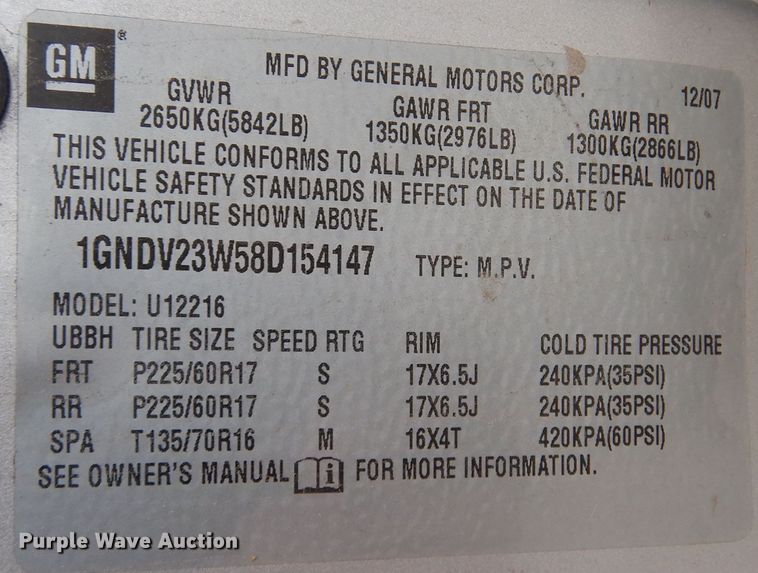 GM ®
MFD BY GENERAL MOTORS CORP. 12/07
GVWR GAWR FRT GAWR RR
2650KG(5842LB) 1350KG(2976LB) 1300KG(2866LB)
THIS VEHICLE CONFORMS TO ALL APPLICABLE U.S. FEDERAL MOTOR
VEHICLE SAFETY STANDARDS IN EFFECT ON THE DATE OF
MANUFACTURE SHOWN ABOVE.
1GNDV23W58D154147 TYPE: M.P.V.
MODEL: U12216
UBBH TIRE SIZE SPEED RTG RIM COLD TIRE PRESSURE
FRT P225/60R17 S 17X6.5J 240KPA(35PSI)
RR P225/60R17 S 17X6.5J 240KPA(35PSI)
SPA T135/70R16 M 16X4T 420KPA(60PSI)
SEE OWNER'S MANUAL i FOR MORE INFORMATION.
Purple Wave Auction